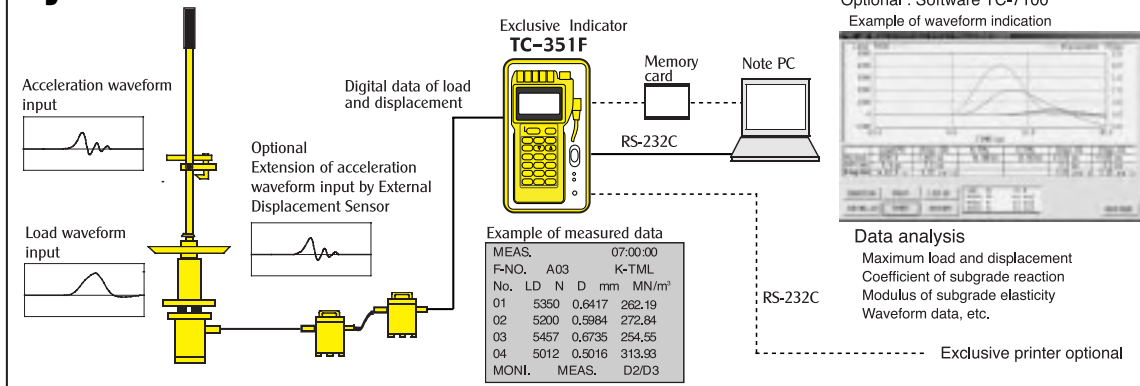 Optional : Software TC-7100
Example of waveform indication
Exclusive Indicator
TC-351F
Memory
card
Note PC
Acceleration waveform
input
Digital data of load
and displacement
RS-232C
Optional
Extension of acceleration
waveform input by External
Displacement Sensor
Load waveform
input
Example of measured data
MEAS. 07:00:00
F-NO. A03 K-TML
No. LD N D mm MN/m³
01 5350 0.6417 262.19
02 5200 0.5984 272.84
03 5457 0.6735 254.55
04 5012 0.5016 313.93
MONI. MEAS. D2/D3
RS-232C
Data analysis
Maximum load and displacement
Coefficient of subgrade reaction
Modulus of subgrade elasticity
Waveform data, etc.
Exclusive printer optional